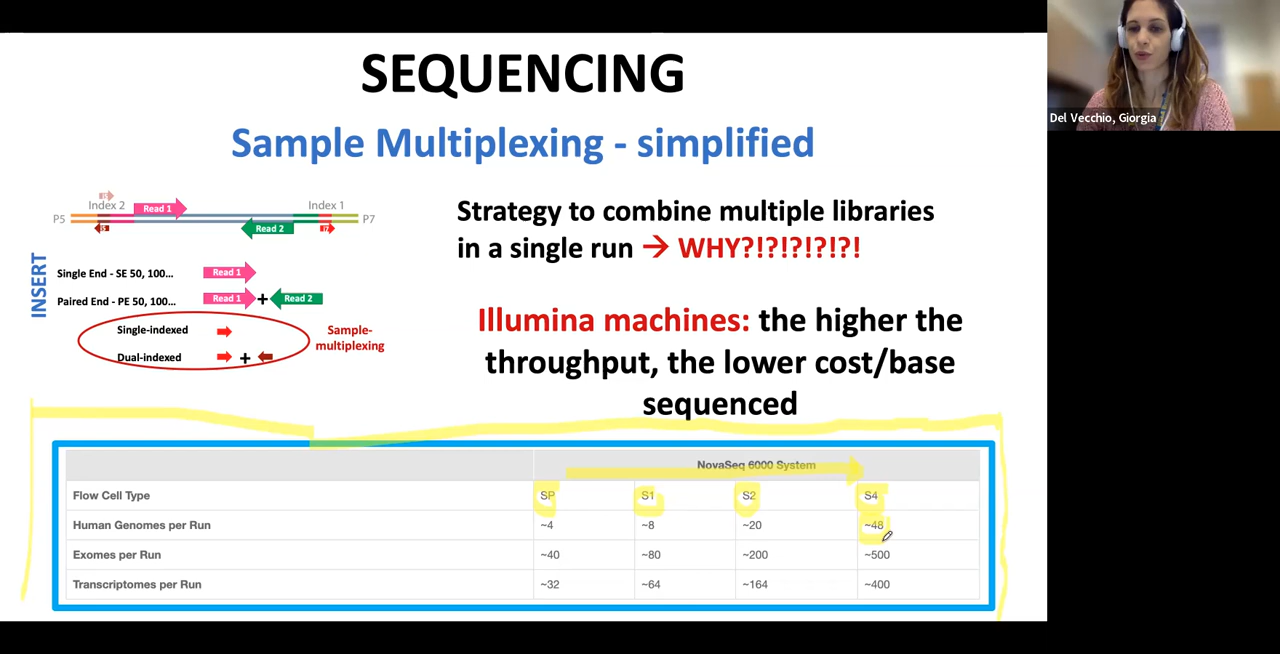 SEQUENCING
Sample Multiplexing - simplified
i5
Index 2
Read 1
Index 1
P5
P7
i5
Read 2
i7
INSERT
Single End - SE 50, 100...
Read 1
Paired End - PE 50, 100...
Read 1
+
Read 2
Single-indexed
Dual-indexed
+
Sample-
multiplexing
Strategy to combine multiple libraries
in a single run → WHY?!?!?!?!?!
Illumina machines: the higher the
throughput, the lower cost/base
sequenced
NovaSeq 6000 System
Flow Cell Type SP S1 S2 S4
Human Genomes per Run ~4 ~8 ~20 ~48
Exomes per Run ~40 ~80 ~200 ~500
Transcriptomes per Run ~32 ~64 ~164 ~400
Del Vecchio, Giorgia